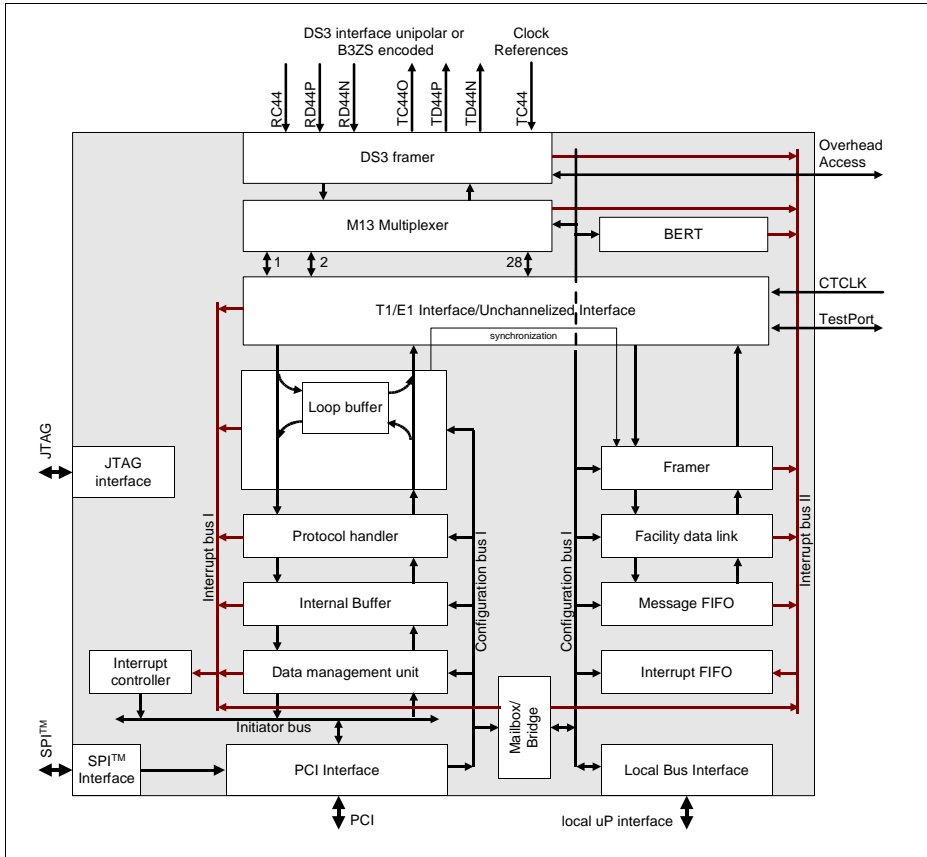 DS3 interface unipolar or
B3ZS encoded
Clock
References
RC44
RD44P
RD44N
TC44O
TD44P
TD44N
TC44
DS3 framer
Overhead
Access
M13 Multiplexer
BERT
1
2
28
CTCLK
T1/E1 Interface/Unchannelized Interface
TestPort
synchronization
Loop buffer
JTAG
JTAG
interface
Framer
Interrupt bus I
Protocol handler
Configuration bus I
Configuration bus I
Facility data link
Interrupt bus II
Internal Buffer
Message FIFO
Interrupt
controller
Data management unit
Interrupt FIFO
Initiator bus
Mailbox/
Bridge
SPITM
SPITM
Interface
PCI Interface
Local Bus Interface
PCI
local uP interface